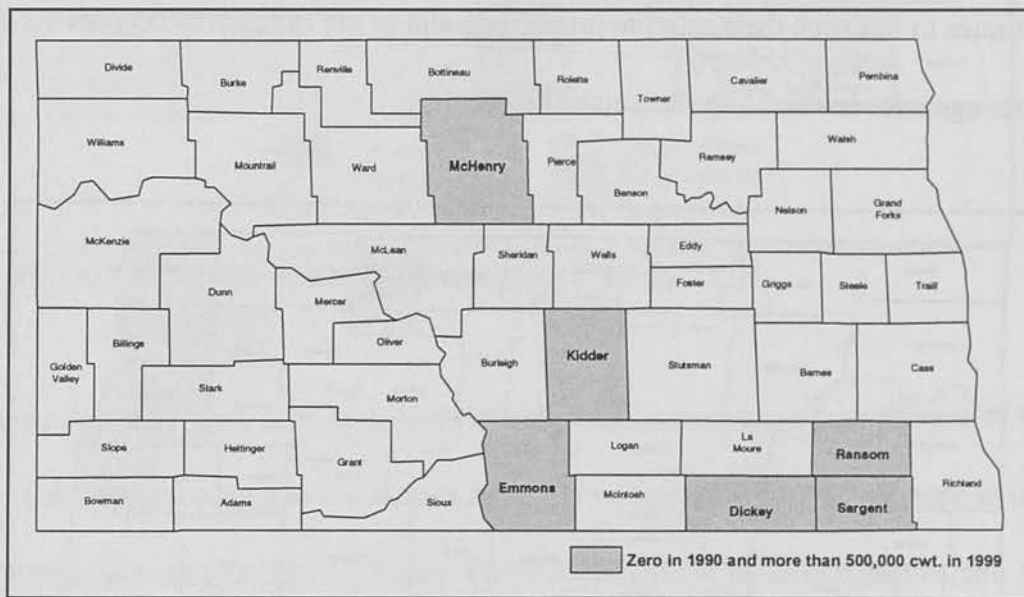 Divide
Burke
Renville
Bottineau
Rolette
Towner
Cavalier
Pembina
Williams
Mountrail
Ward
McHenry
Pierce
Benson
Ramsey
Walsh
Nelson
Grand
Forks
McKenzie
Dunn
McLean
Mercer
Oliver
Sheridan
Wells
Eddy
Foster
Griggs
Steele
Traill
Golden
Valley
Billings
Stark
Morton
Burleigh
Kidder
Stutsman
Barnes
Cass
Slope
Hettinger
Grant
Bowman
Adams
Sioux
Emmons
Logan
La
Moure
Ransom
McIntosh
Dickey
Sargent
Richland
Zero in 1990 and more than 500,000 cwt. in 1999